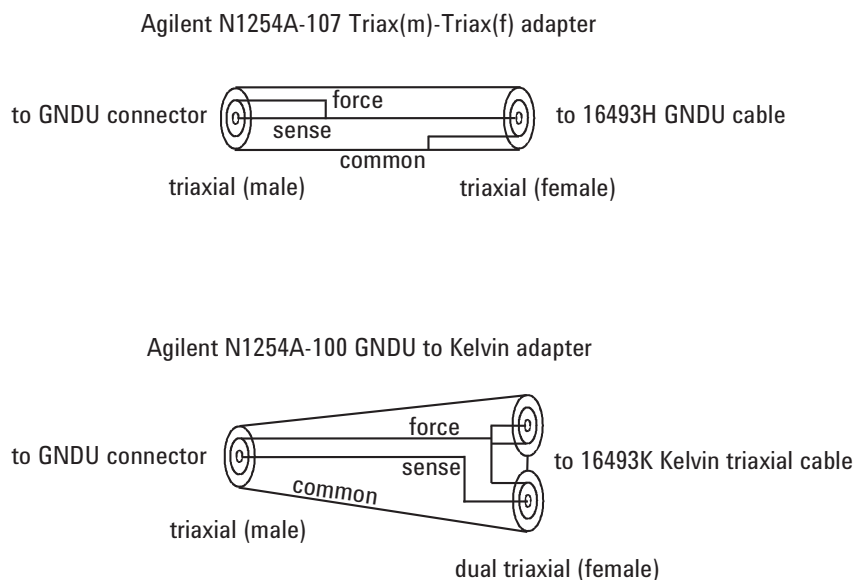 Agilent N1254A-107 Triax(m)-Triax(f) adapter
to GNDU connector
force
sense
common
to 16493H GNDU cable
triaxial (male)
triaxial (female)
Agilent N1254A-100 GNDU to Kelvin adapter
to GNDU connector
force
sense
common
to 16493K Kelvin triaxial cable
triaxial (male)
dual triaxial (female)